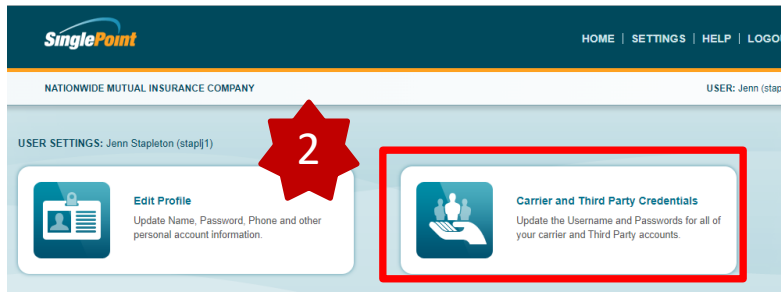 SinglePoint
HOME | SETTINGS | HELP | LOGOU
NATIONWIDE MUTUAL INSURANCE COMPANY
USER: Jenn (stap
USER SETTINGS: Jenn Stapleton (staplj1)
2
Edit Profile
Update Name, Password, Phone and other
personal account information.
Carrier and Third Party Credentials
Update the Username and Passwords for all of
your carrier and Third Party accounts.